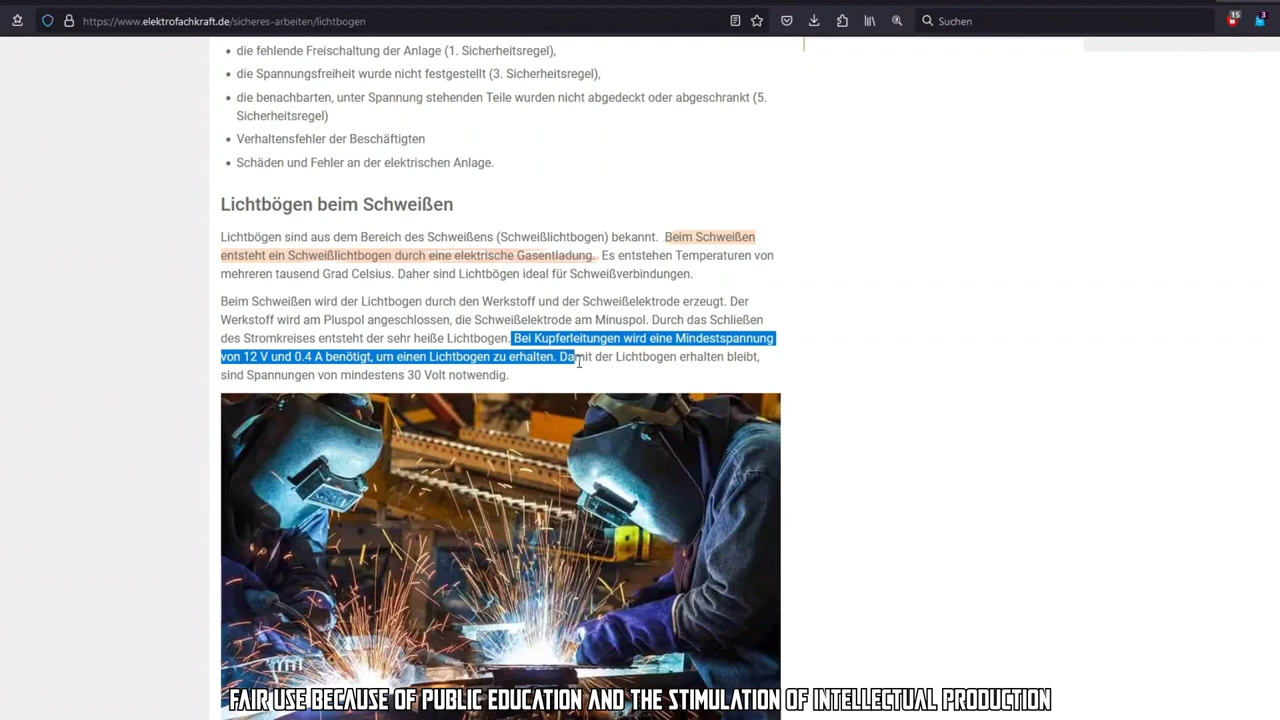 https://www.elektrofachkraft.de/sicheres-arbeiten/lichtbogen
Suchen
15
3
die fehlende Freischaltung der Anlage (1. Sicherheitsregel),
die Spannungsfreiheit wurde nicht festgestellt (3. Sicherheitsregel),
die benachbarten, unter Spannung stehenden Teile wurden nicht abgedeckt oder abgeschrankt (5.
Sicherheitsregel)
Verhaltensfehler der Beschäftigten
Schäden und Fehler an der elektrischen Anlage.
Lichtbögen beim Schweißen
Lichtbögen sind aus dem Bereich des Schweißens (Schweißlichtbogen) bekannt. Beim Schweißen
entsteht ein Schweißlichtbogen durch eine elektrische Gasentladung. Es entstehen Temperaturen von
mehreren tausend Grad Celsius. Daher sind Lichtbögen ideal für Schweißverbindungen.
Beim Schweißen wird der Lichtbogen durch den Werkstoff und der Schweißelektrode erzeugt. Der
Werkstoff wird am Pluspol angeschlossen, die Schweißelektrode am Minuspol. Durch das Schließen
des Stromkreises entsteht der sehr heiße Lichtbogen. Bei Kupferleitungen wird eine Mindestspannung
von 12 V und 0.4 A benötigt, um einen Lichtbogen zu erhalten. Damit der Lichtbogen erhalten bleibt,
sind Spannungen von mindestens 30 Volt notwendig.
FAIR USE BECAUSE OF PUBLIC EDUCATION AND THE STIMULATION OF INTELLECTUAL PRODUCTION